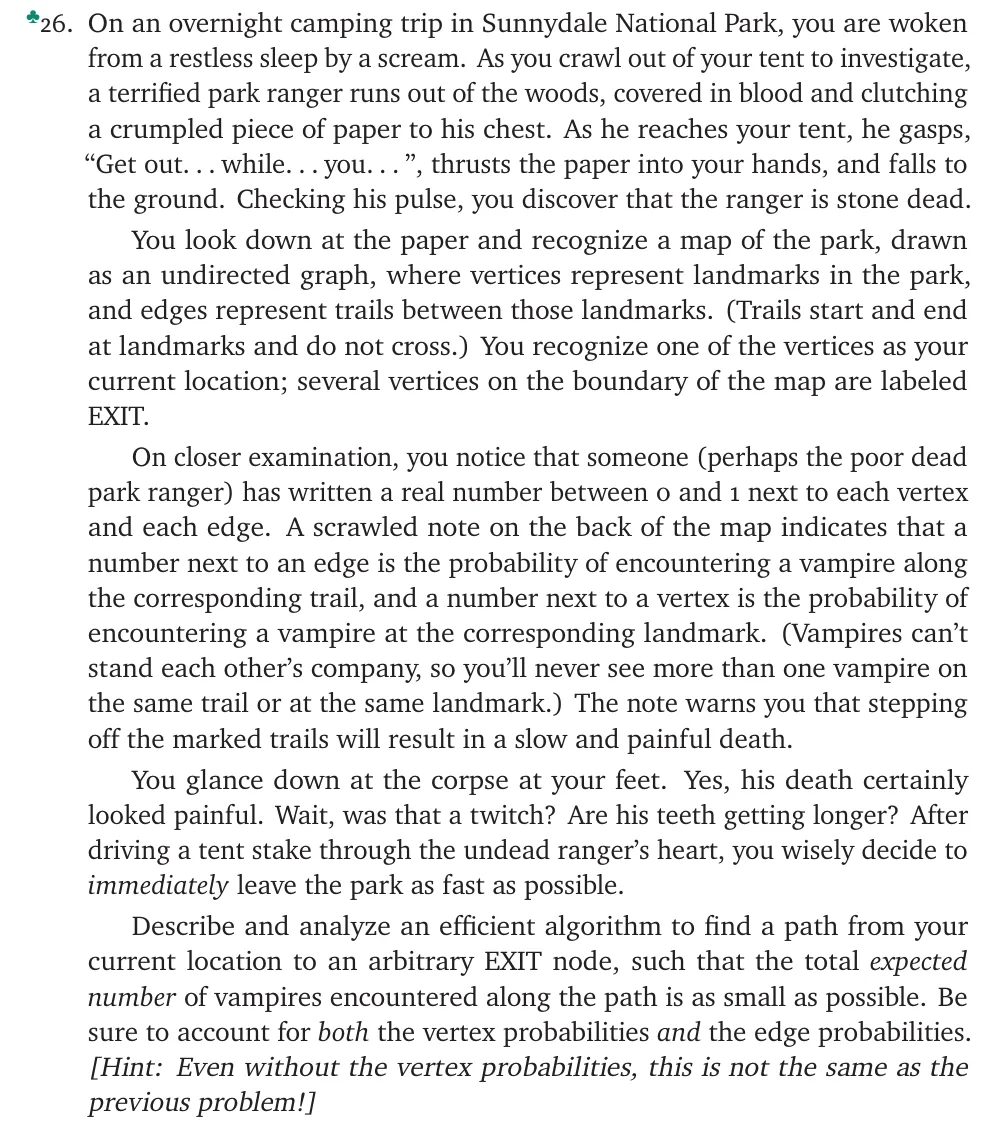 ♣26. On an overnight camping trip in Sunnydale National Park, you are woken
from a restless sleep by a scream. As you crawl out of your tent to investigate,
a terrified park ranger runs out of the woods, covered in blood and clutching
a crumpled piece of paper to his chest. As he reaches your tent, he gasps,
“Get out. . . while. . . you. . . ”, thrusts the paper into your hands, and falls to
the ground. Checking his pulse, you discover that the ranger is stone dead.
You look down at the paper and recognize a map of the park, drawn
as an undirected graph, where vertices represent landmarks in the park,
and edges represent trails between those landmarks. (Trails start and end
at landmarks and do not cross.) You recognize one of the vertices as your
current location; several vertices on the boundary of the map are labeled
EXIT.
On closer examination, you notice that someone (perhaps the poor dead
park ranger) has written a real number between 0 and 1 next to each vertex
and each edge. A scrawled note on the back of the map indicates that a
number next to an edge is the probability of encountering a vampire along
the corresponding trail, and a number next to a vertex is the probability of
encountering a vampire at the corresponding landmark. (Vampires can’t
stand each other’s company, so you’ll never see more than one vampire on
the same trail or at the same landmark.) The note warns you that stepping
off the marked trails will result in a slow and painful death.
You glance down at the corpse at your feet. Yes, his death certainly
looked painful. Wait, was that a twitch? Are his teeth getting longer? After
driving a tent stake through the undead ranger’s heart, you wisely decide to
immediately leave the park as fast as possible.
Describe and analyze an efficient algorithm to find a path from your
current location to an arbitrary EXIT node, such that the total expected
number of vampires encountered along the path is as small as possible. Be
sure to account for both the vertex probabilities and the edge probabilities.
[Hint: Even without the vertex probabilities, this is not the same as the
previous problem!]